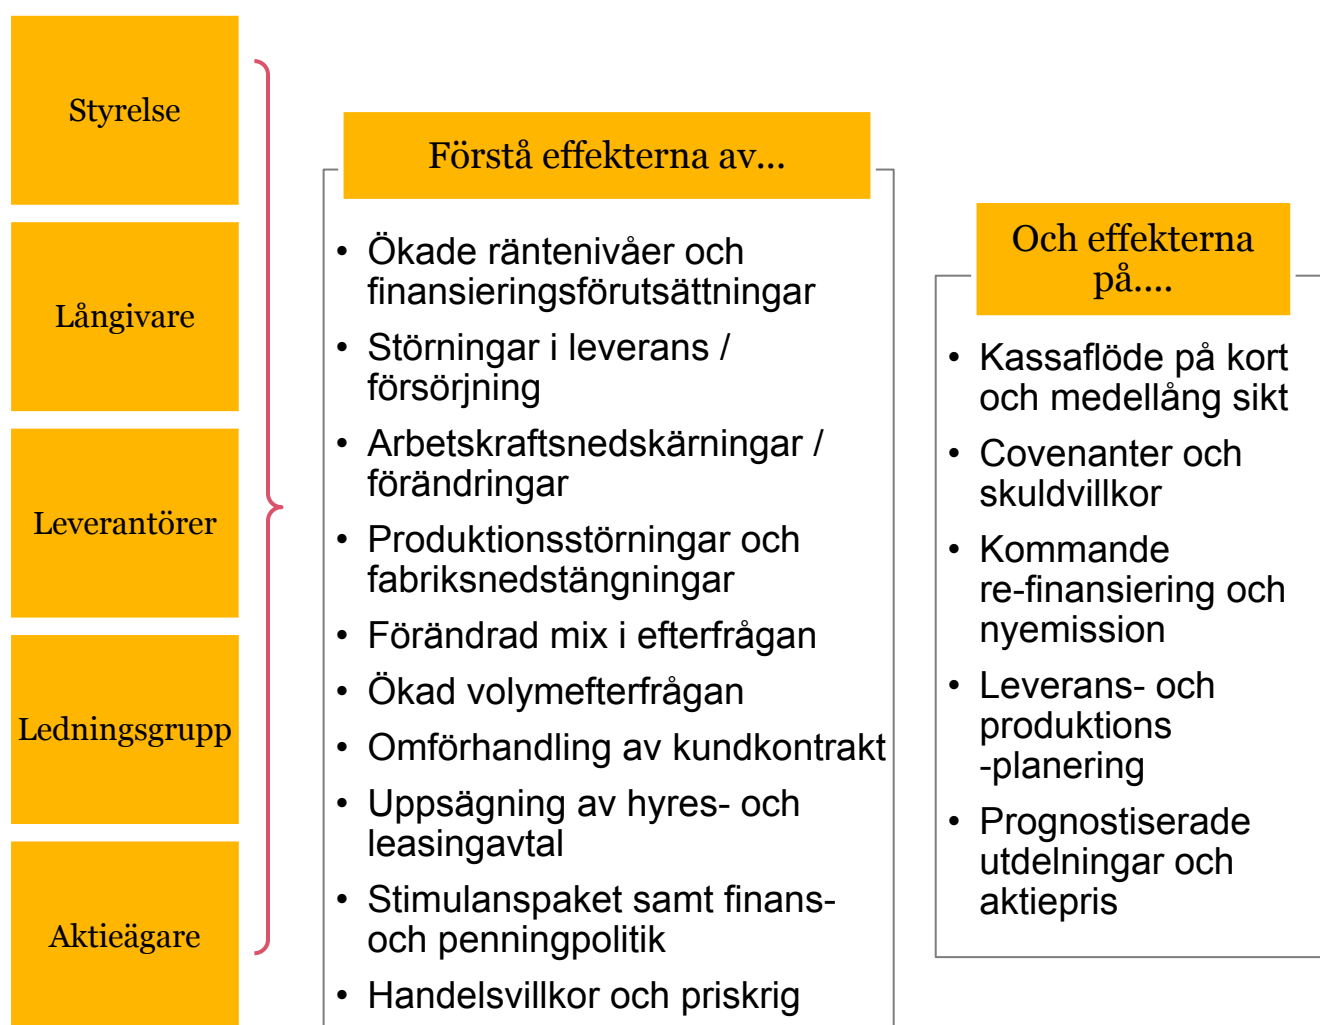 Styrelse
Långivare
Leverantörer
Ledningsgrupp
Aktieägare
Förstå effekterna av...
• Ökade räntenivåer och
finansieringsförutsättningar
• Störningar i leverans /
försörjning
• Arbetskraftsnedskärningar /
förändringar
• Produktionsstörningar och
fabriksnedstängningar
• Förändrad mix i efterfrågan
• Ökad volymefterfrågan
• Omförhandling av kundkontrakt
• Uppsägning av hyres- och
leasingavtal
• Stimulanspaket samt finans-
och penningpolitik
• Handelsvillkor och priskrig
Och effekterna
på....
• Kassaflöde på kort
och medellång sikt
• Covenanter och
skuldvillkor
• Kommande
re-finansiering och
nyemission
• Leverans- och
produktions
-planering
• Prognostiserade
utdelningar och
aktiepris